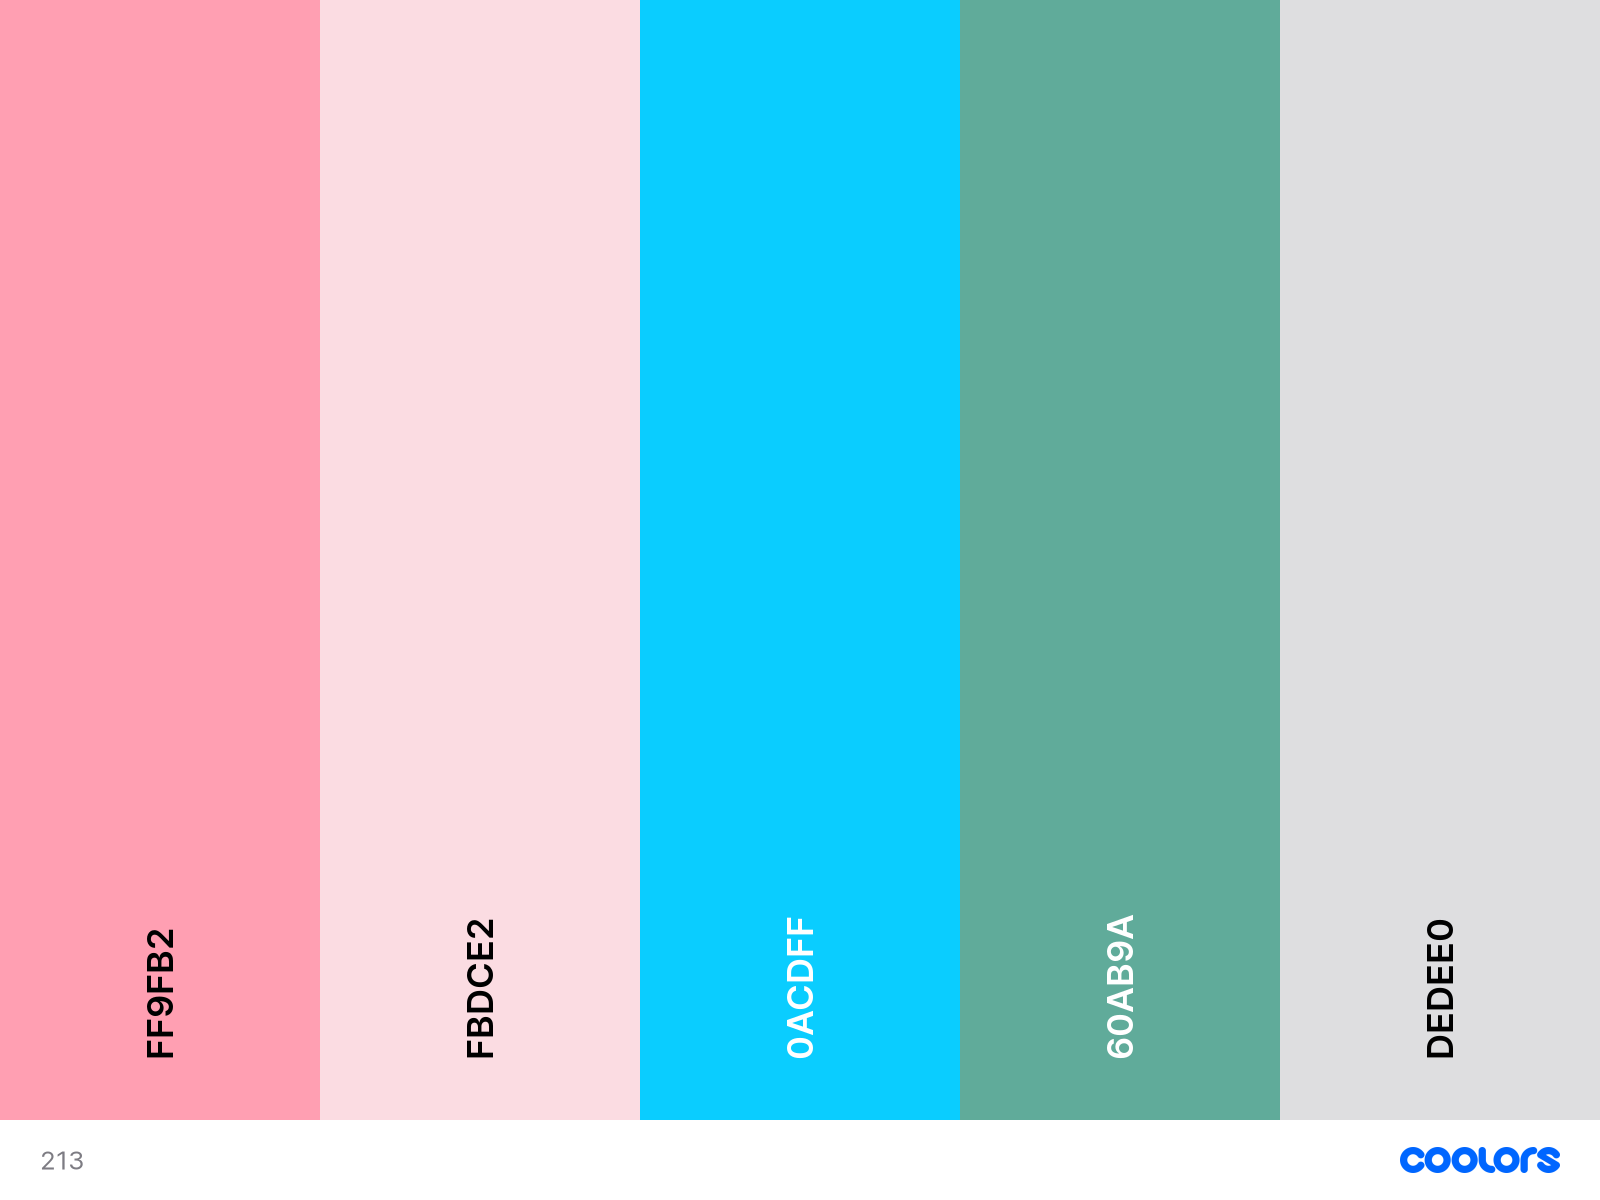 FF9FB2
FBDCE2
0ACDFF
60AB9A
DEDEE0
213
coolors